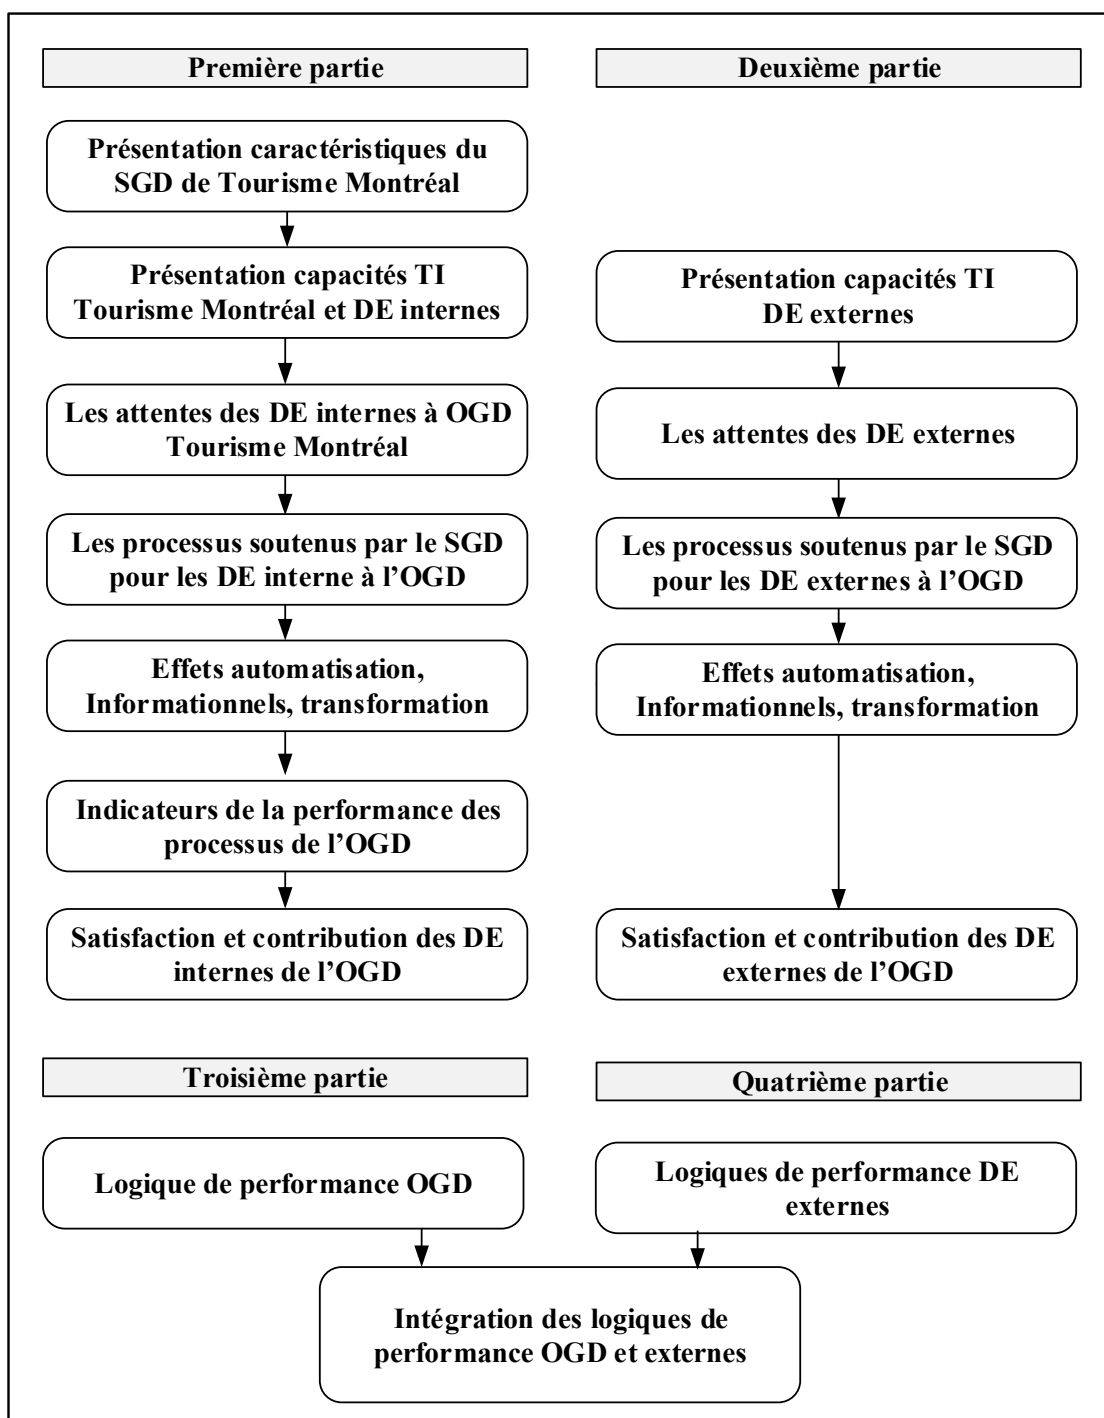 Première partie
Présentation caractéristiques du
SGD de Tourisme Montréal
Présentation capacités TI
Tourisme Montréal et DE internes
Les attentes des DE internes à OGD
Tourisme Montréal
Les processus soutenus par le SGD
pour les DE interne à l’OGD
Effets automatisation,
Informationnels, transformation
Indicateurs de la performance des
processus de l’OGD
Satisfaction et contribution des DE
internes de l’OGD
Deuxième partie
Présentation capacités TI
DE externes
Les attentes des DE externes
Les processus soutenus par le SGD
pour les DE externes à l’OGD
Effets automatisation,
Informationnels, transformation
Satisfaction et contribution des DE
externes de l’OGD
Troisième partie
Logique de performance OGD
Quatrième partie
Logiques de performance DE
externes
Intégration des logiques de
performance OGD et externes